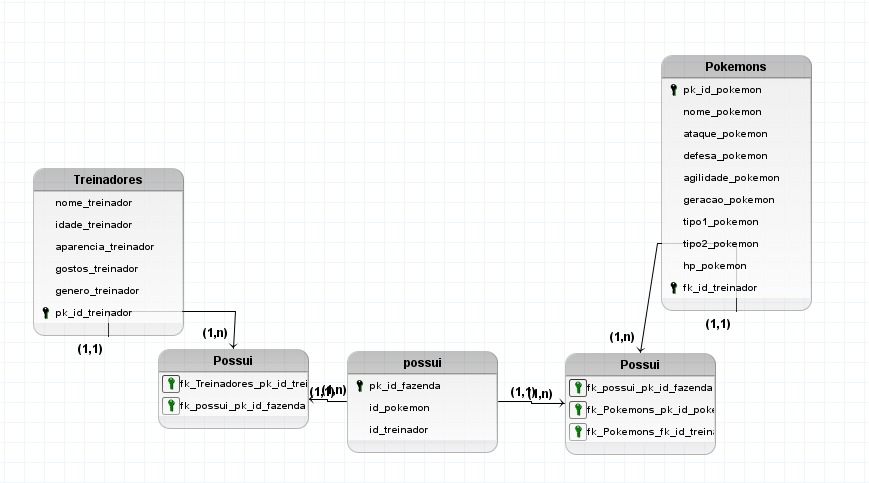 Pokemons
pk_id_pokemon
nome_pokemon
ataque_pokemon
defesa_pokemon
agilidade_pokemon
geracao_pokemon
tipo1_pokemon
tipo2_pokemon
hp_pokemon
fk_id_treinador
(1,1)
(1,n)
Treinadores
nome_treinador
idade_treinador
aparencia_treinador
gostos_treinador
genero_treinador
pk_id_treinador
(1,1)
(1,n)
Possui
fk_Treinadores_pk_id_trei
fk_possui_pk_id_fazenda
(1,1)
(1,n)
possui
pk_id_fazenda
id_pokemon
id_treinador
(1,1)
(1,n)
Possui
fk_possui_pk_id_fazenda
fk_Pokemons_pk_id_poke
fk_Pokemons_fk_id_trein